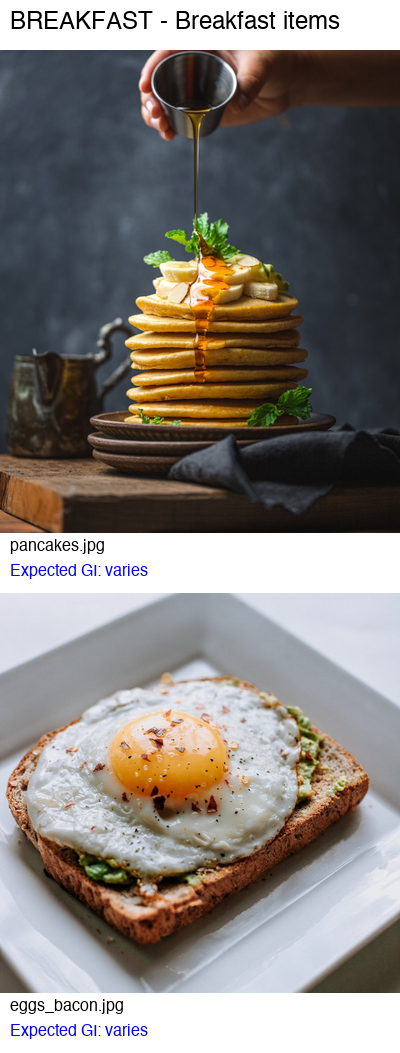 BREAKFAST - Breakfast items
pancakes.jpg
Expected GI: varies
eggs_bacon.jpg
Expected GI: varies